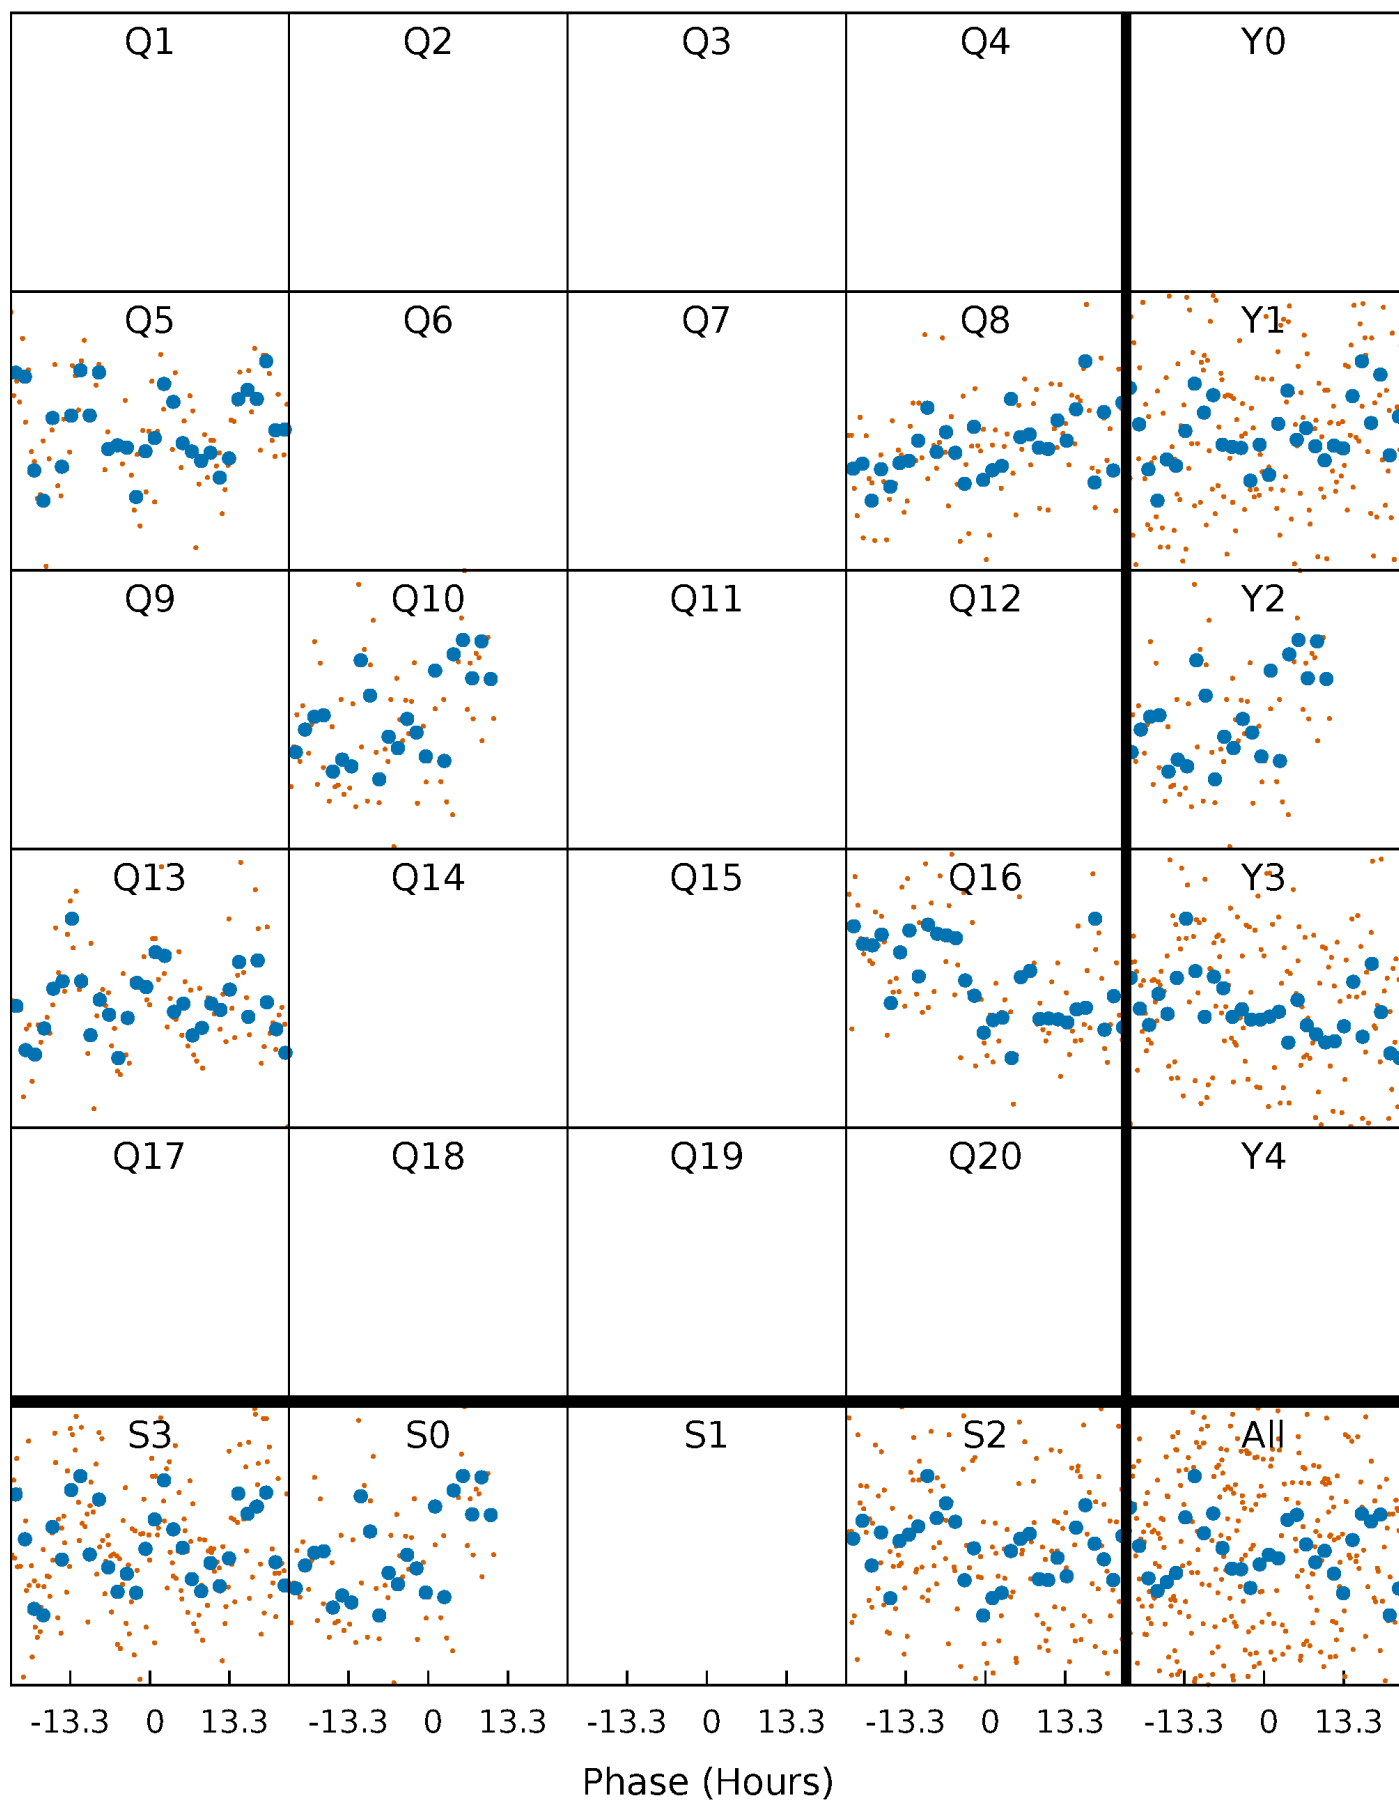 Q1 Q2 Q3 Q4 Y0
Q5 Q6 Q7 Q8 Y1
Q9 Q10 Q11 Q12 Y2
Q13 Q14 Q15 Q16 Y3
Q17 Q18 Q19 Q20 Y4
S3 S0 S1 S2 All
-13.3 0 13.3 -13.3 0 13.3 -13.3 0 13.3 -13.3 0 13.3 -13.3 0 13.3
Phase (Hours)